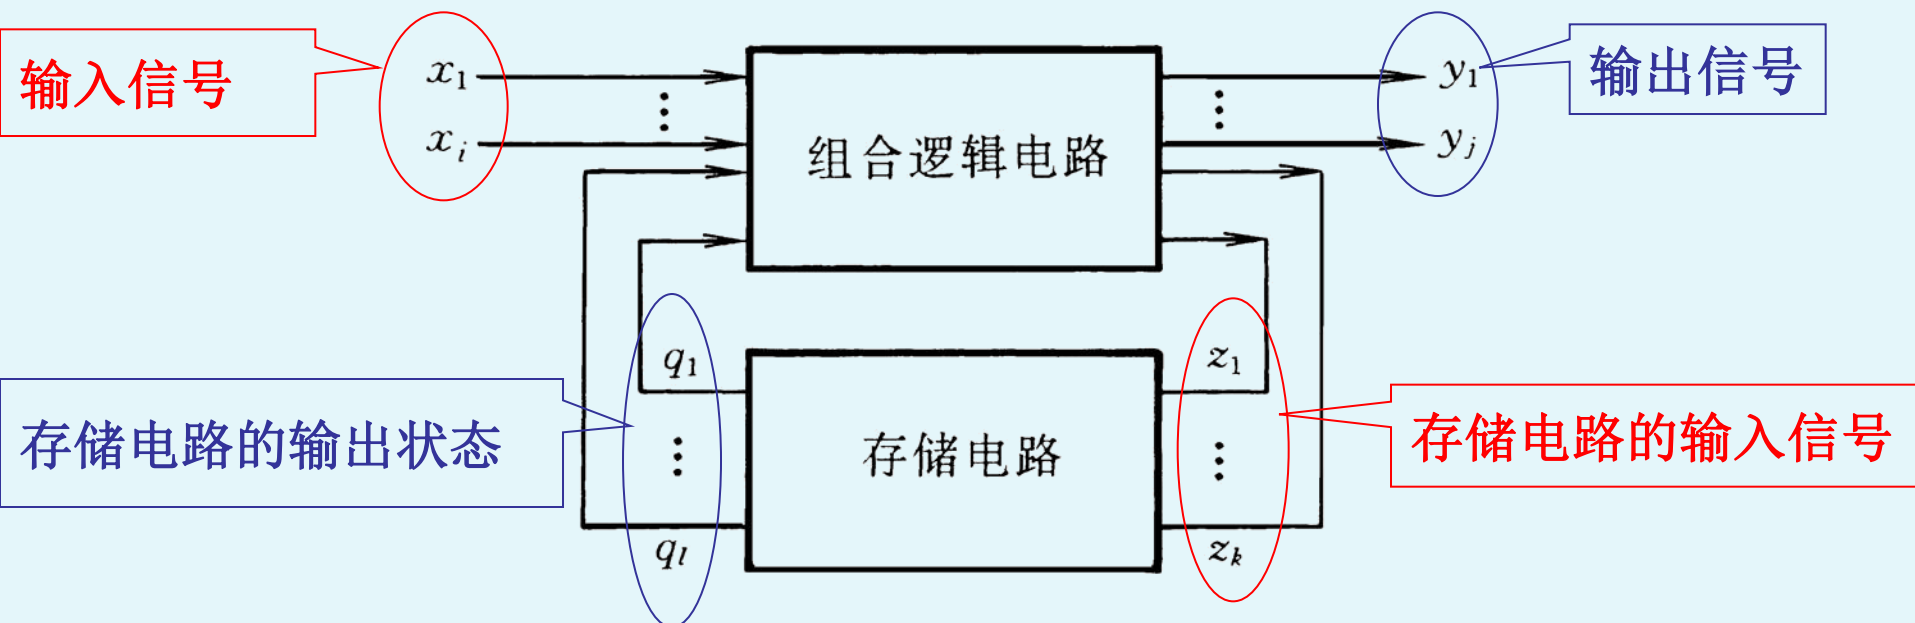 输入信号
x₁
xᵢ
组合逻辑电路
y₁
yⱼ
输出信号
存储电路的输出状态
q₁
qₗ
存储电路
z₁
zₖ
存储电路的输入信号